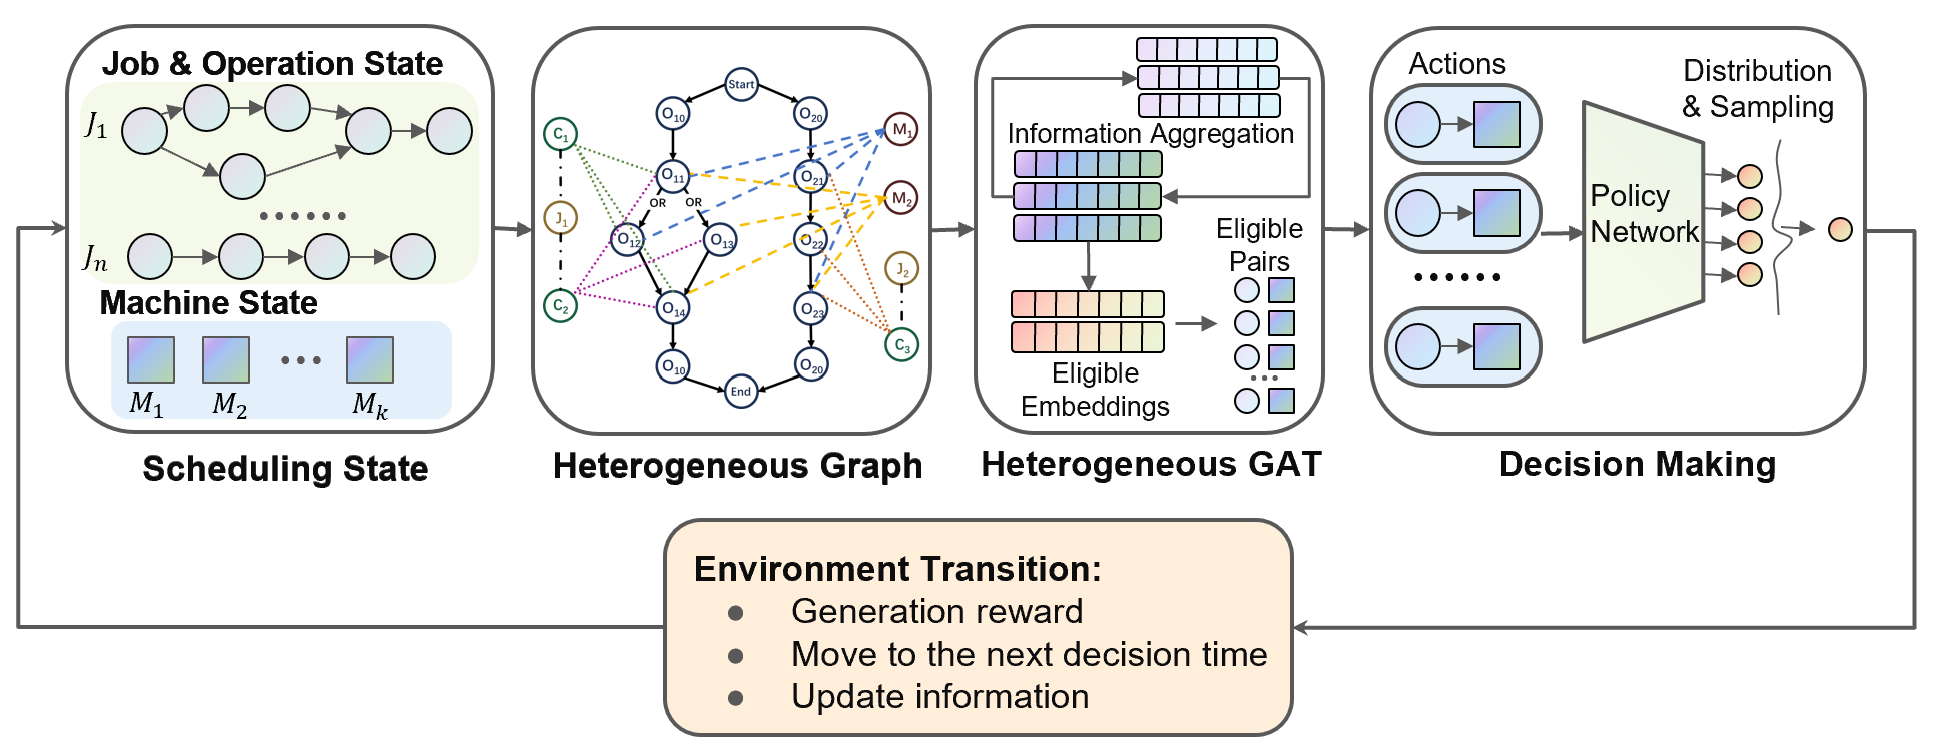 Job & Operation State
J1
Jn
Machine State
M1 M2 Mk
Scheduling State
Start
O10 O20
C1 M1
O11 O21
M2
OR OR
J1
O12 O13 O22
J2
C2 O14 O23
C3
O10 O20
End
Heterogeneous Graph
Information Aggregation
Eligible
Pairs
Eligible
Embeddings
Heterogeneous GAT
Actions
Distribution
& Sampling
Policy
Network
Decision Making
Environment Transition:
● Generation reward
● Move to the next decision time
● Update information